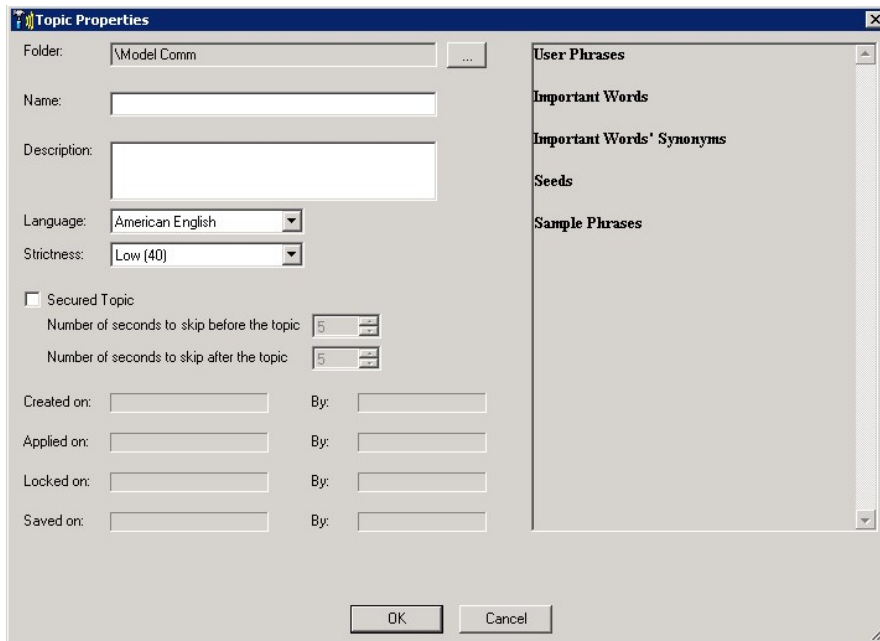 Topic Properties
Folder: \Model Comm ...
Name:
Description:
Language: American English
Strictness: Low (40)
Secured Topic
Number of seconds to skip before the topic 5
Number of seconds to skip after the topic 5
Created on: By:
Applied on: By:
Locked on: By:
Saved on: By:
User Phrases
Important Words
Important Words' Synonyms
Seeds
Sample Phrases
OK Cancel